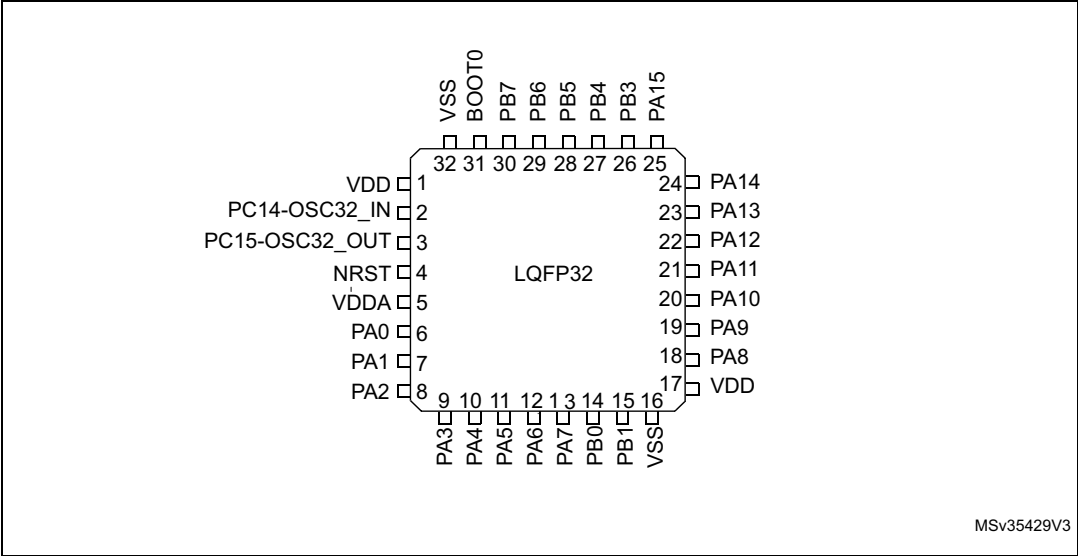 VSS
BOOT0
PB7
PB6
PB5
PB4
PB3
PA15
32 31 30 29 28 27 26 25
VDD 1
PC14-OSC32_IN 2
PC15-OSC32_OUT 3
NRST 4
VDDA 5
PA0 6
PA1 7
PA2 8
LQFP32
24 PA14
23 PA13
22 PA12
21 PA11
20 PA10
19 PA9
18 PA8
17 VDD
9 10 11 12 13 14 15 16
PA3
PA4
PA5
PA6
PA7
PB0
PB1
VSS
MSv35429V3